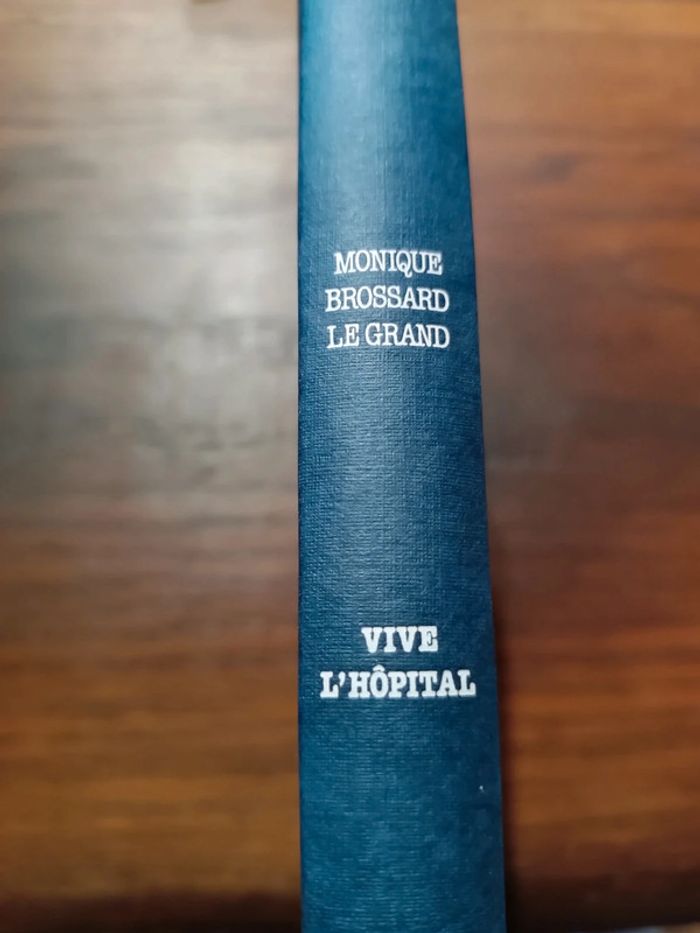 MONIQUE
BROSSARD
LE GRAND
VIVE
L'HÔPITAL